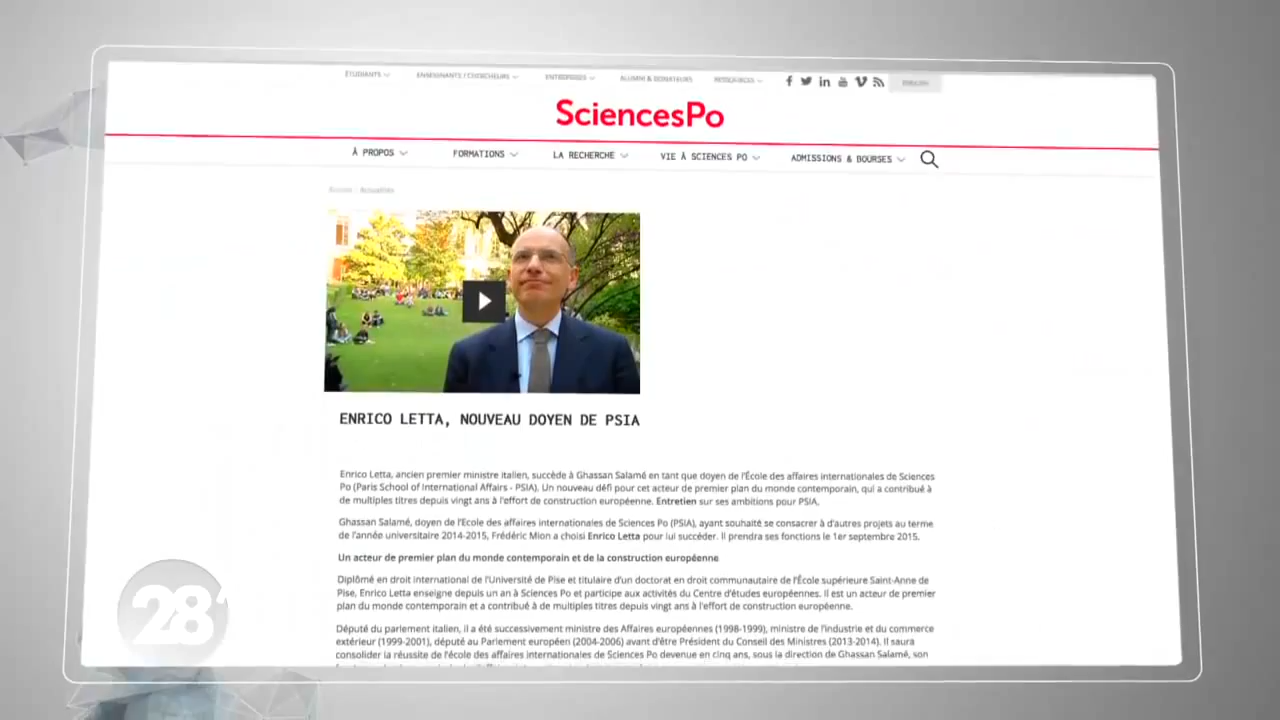 ÉTUDIANTS
ENSEIGNANTS / CHERCHEURS
ENTREPRISES
ALUMNI & DONATEURS
RESSOURCES
ENGLISH
SciencesPo
À PROPOS
FORMATIONS
LA RECHERCHE
VIE À SCIENCES PO
ADMISSIONS & BOURSES
Accueil / Actualités
ENRICO LETTA, NOUVEAU DOYEN DE PSIA
Enrico Letta, ancien premier ministre italien, succède à Ghassan Salamé en tant que doyen de l'École des affaires internationales de Sciences
Po (Paris School of International Affairs - PSIA). Un nouveau défi pour cet acteur de premier plan du monde contemporain, qui a contribué à
de multiples titres depuis vingt ans à l'effort de construction européenne. Entretien sur ses ambitions pour PSIA.
Ghassan Salamé, doyen de l'Ecole des affaires internationales de Sciences Po (PSIA), ayant souhaité se consacrer à d'autres projets au terme
de l'année universitaire 2014-2015, Frédéric Mion a choisi Enrico Letta pour lui succéder. Il prendra ses fonctions le 1er septembre 2015.
Un acteur de premier plan du monde contemporain et de la construction européenne
Diplômé en droit international de l'Université de Pise et titulaire d'un doctorat en droit communautaire de l'École supérieure Saint-Anne de
Pise, Enrico Letta enseigne depuis un an à Sciences Po et participe aux activités du Centre d'études européennes. Il est un acteur de premier
plan du monde contemporain et a contribué à de multiples titres depuis vingt ans à l'effort de construction européenne.
Député du parlement italien, il a été successivement ministre des Affaires européennes (1998-1999), ministre de l'industrie et du commerce
extérieur (1999-2001), député au Parlement européen (2004-2006) avant d'être Président du Conseil des Ministres (2013-2014). Il saura
consolider la réussite de l'école des affaires internationales de Sciences Po devenue en cinq ans, sous la direction de Ghassan Salamé, son
28'